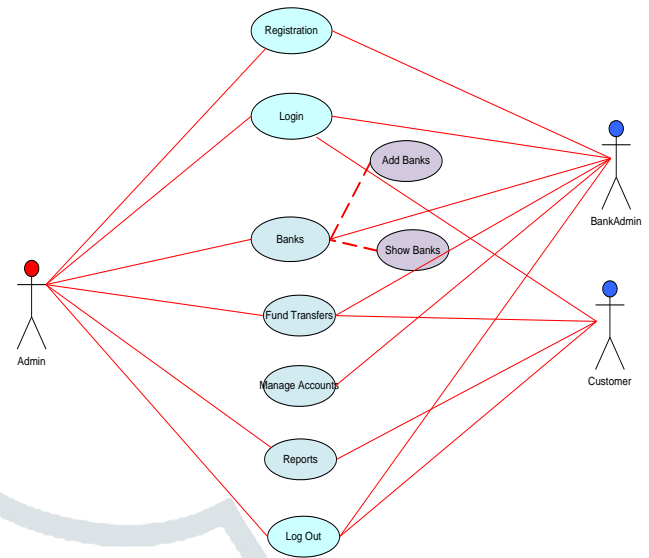 Registration
Login
Add Banks
BankAdmin
Banks
Show Banks
Fund Transfers
Admin
Customer
Manage Accounts
Reports
Log Out